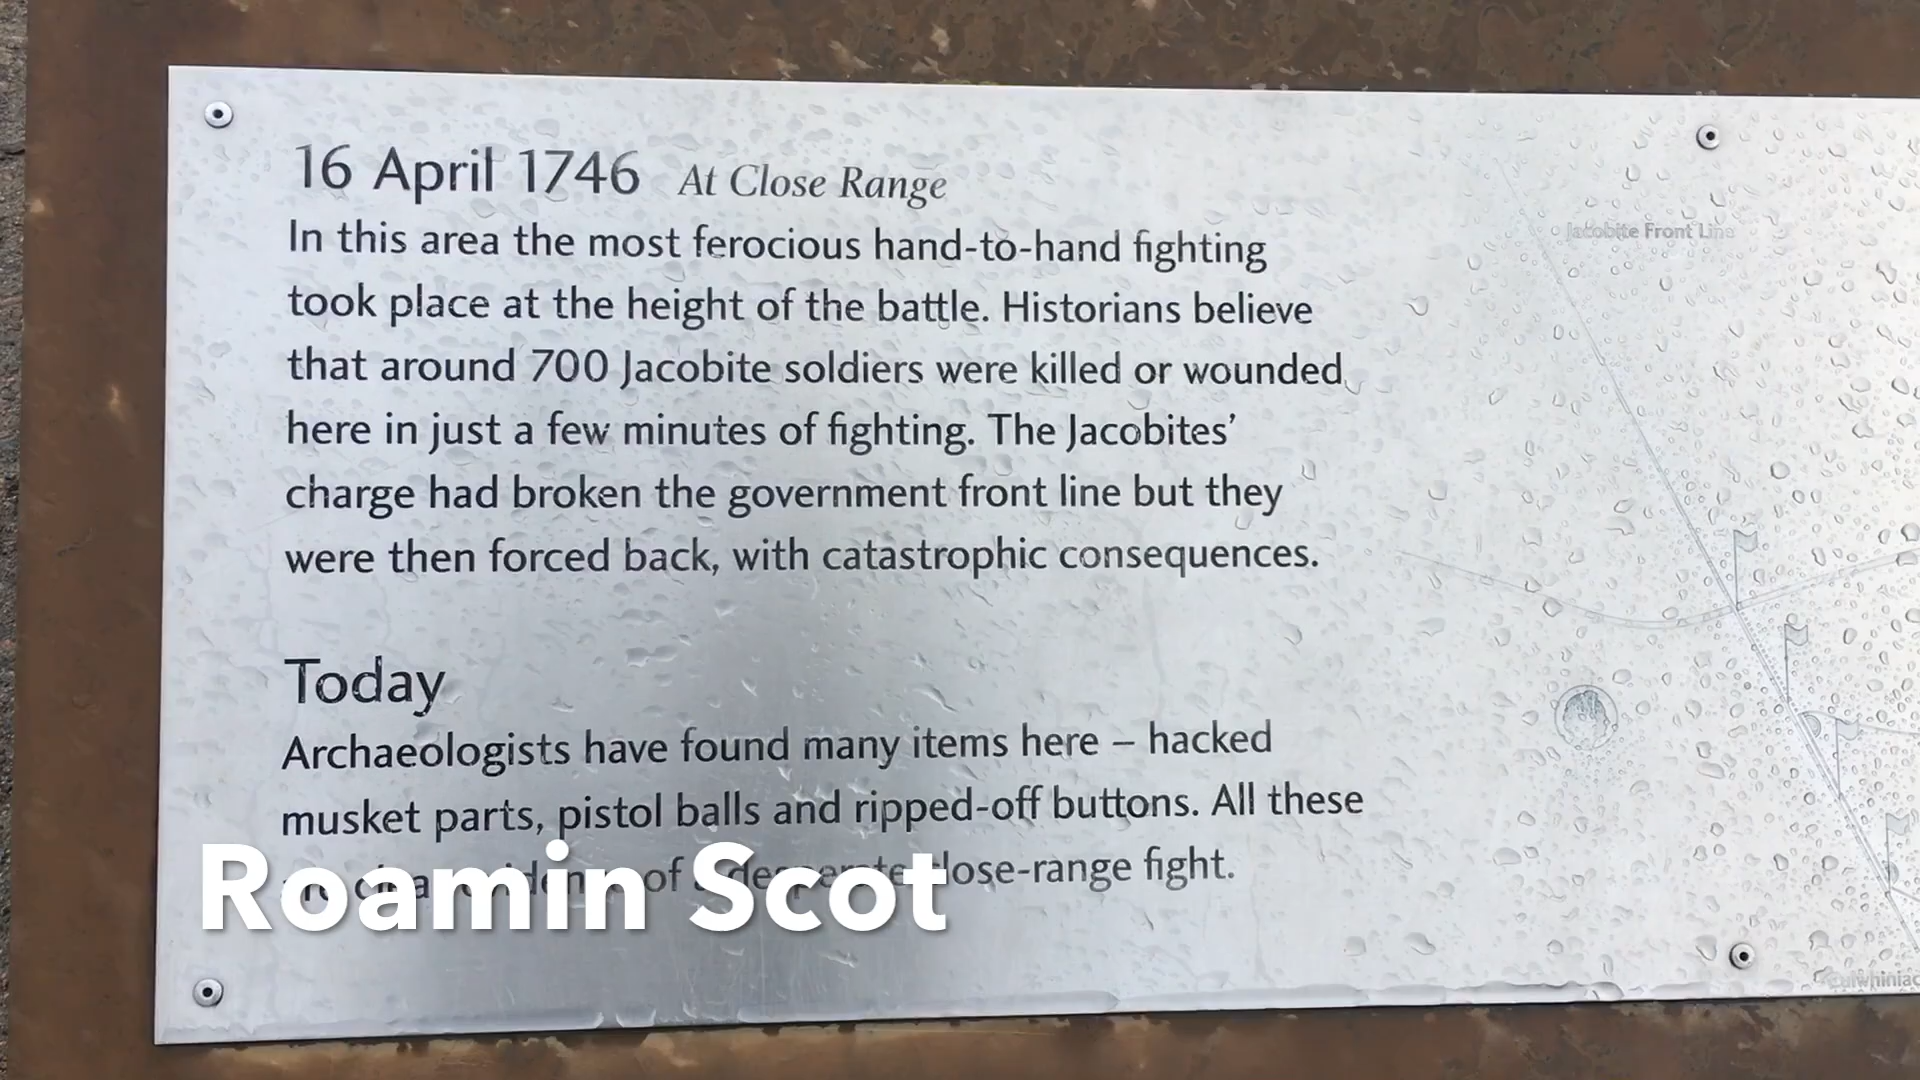 16 April 1746 At Close Range
In this area the most ferocious hand-to-hand fighting
took place at the height of the battle. Historians believe
that around 700 Jacobite soldiers were killed or wounded
here in just a few minutes of fighting. The Jacobites’
charge had broken the government front line but they
were then forced back, with catastrophic consequences.
Today
Archaeologists have found many items here – hacked
musket parts, pistol balls and ripped-off buttons. All these
of a desperate close-range fight.
Roamin Scot
Jacobite Front Line